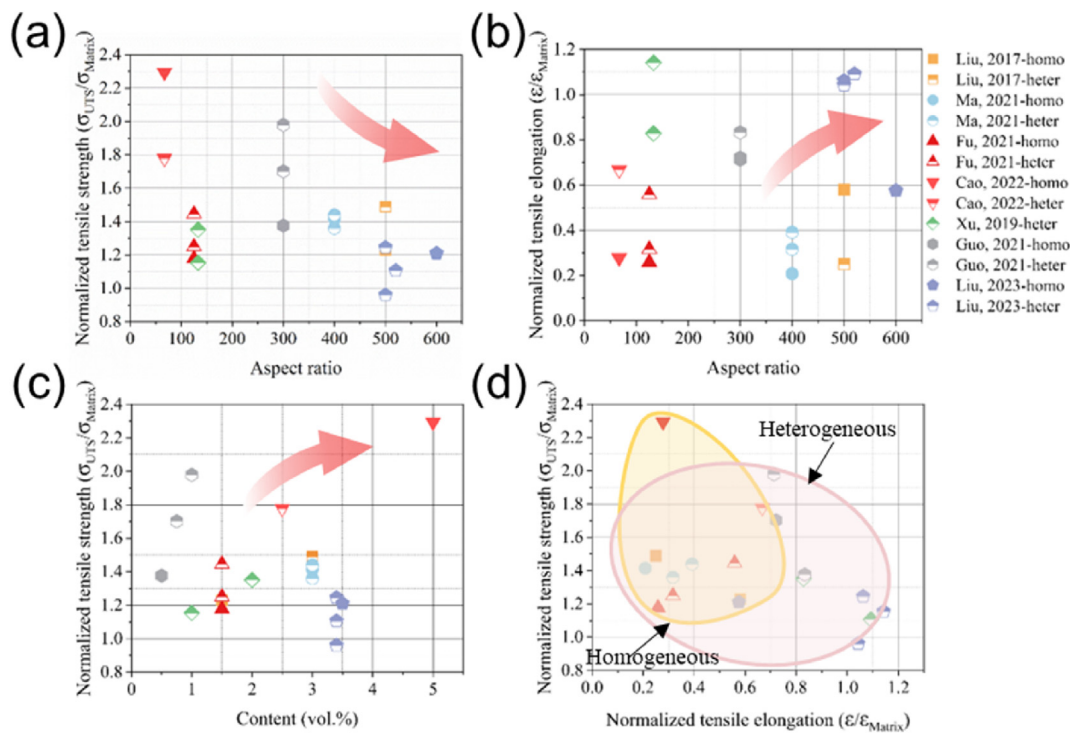 (a)
Normalized tensile strength (σUTS/σMatrix)
2.4
2.2
2.0
1.8
1.6
1.4
1.2
1.0
0.8
100 200 300 400 500 600
Aspect ratio
(b)
Normalized tensile elongation (ε/εMatrix)
1.2
1.0
0.8
0.6
0.4
0.2
0.0
0 100 200 300 400 500 600
Aspect ratio
Liu, 2017-homo
Liu, 2017-heter
Ma, 2021-homo
Ma, 2021-heter
Fu, 2021-homo
Fu, 2021-heter
Cao, 2022-homo
Cao, 2022-heter
Xu, 2019-heter
Guo, 2021-homo
Guo, 2021-heter
Liu, 2023-homo
Liu, 2023-heter
(c)
Normalized tensile strength (σUTS/σMatrix)
2.4
2.2
2.0
1.8
1.6
1.4
1.2
1.0
0.8
1 2 3 4 5
Content (vol.%)
(d)
Normalized tensile strength (σUTS/σMatrix)
2.4
2.2
2.0
1.8
1.6
1.4
1.2
1.0
0.8
Heterogeneous
Homogeneous
0.0 0.2 0.4 0.6 0.8 1.0 1.2
Normalized tensile elongation (ε/εMatrix)